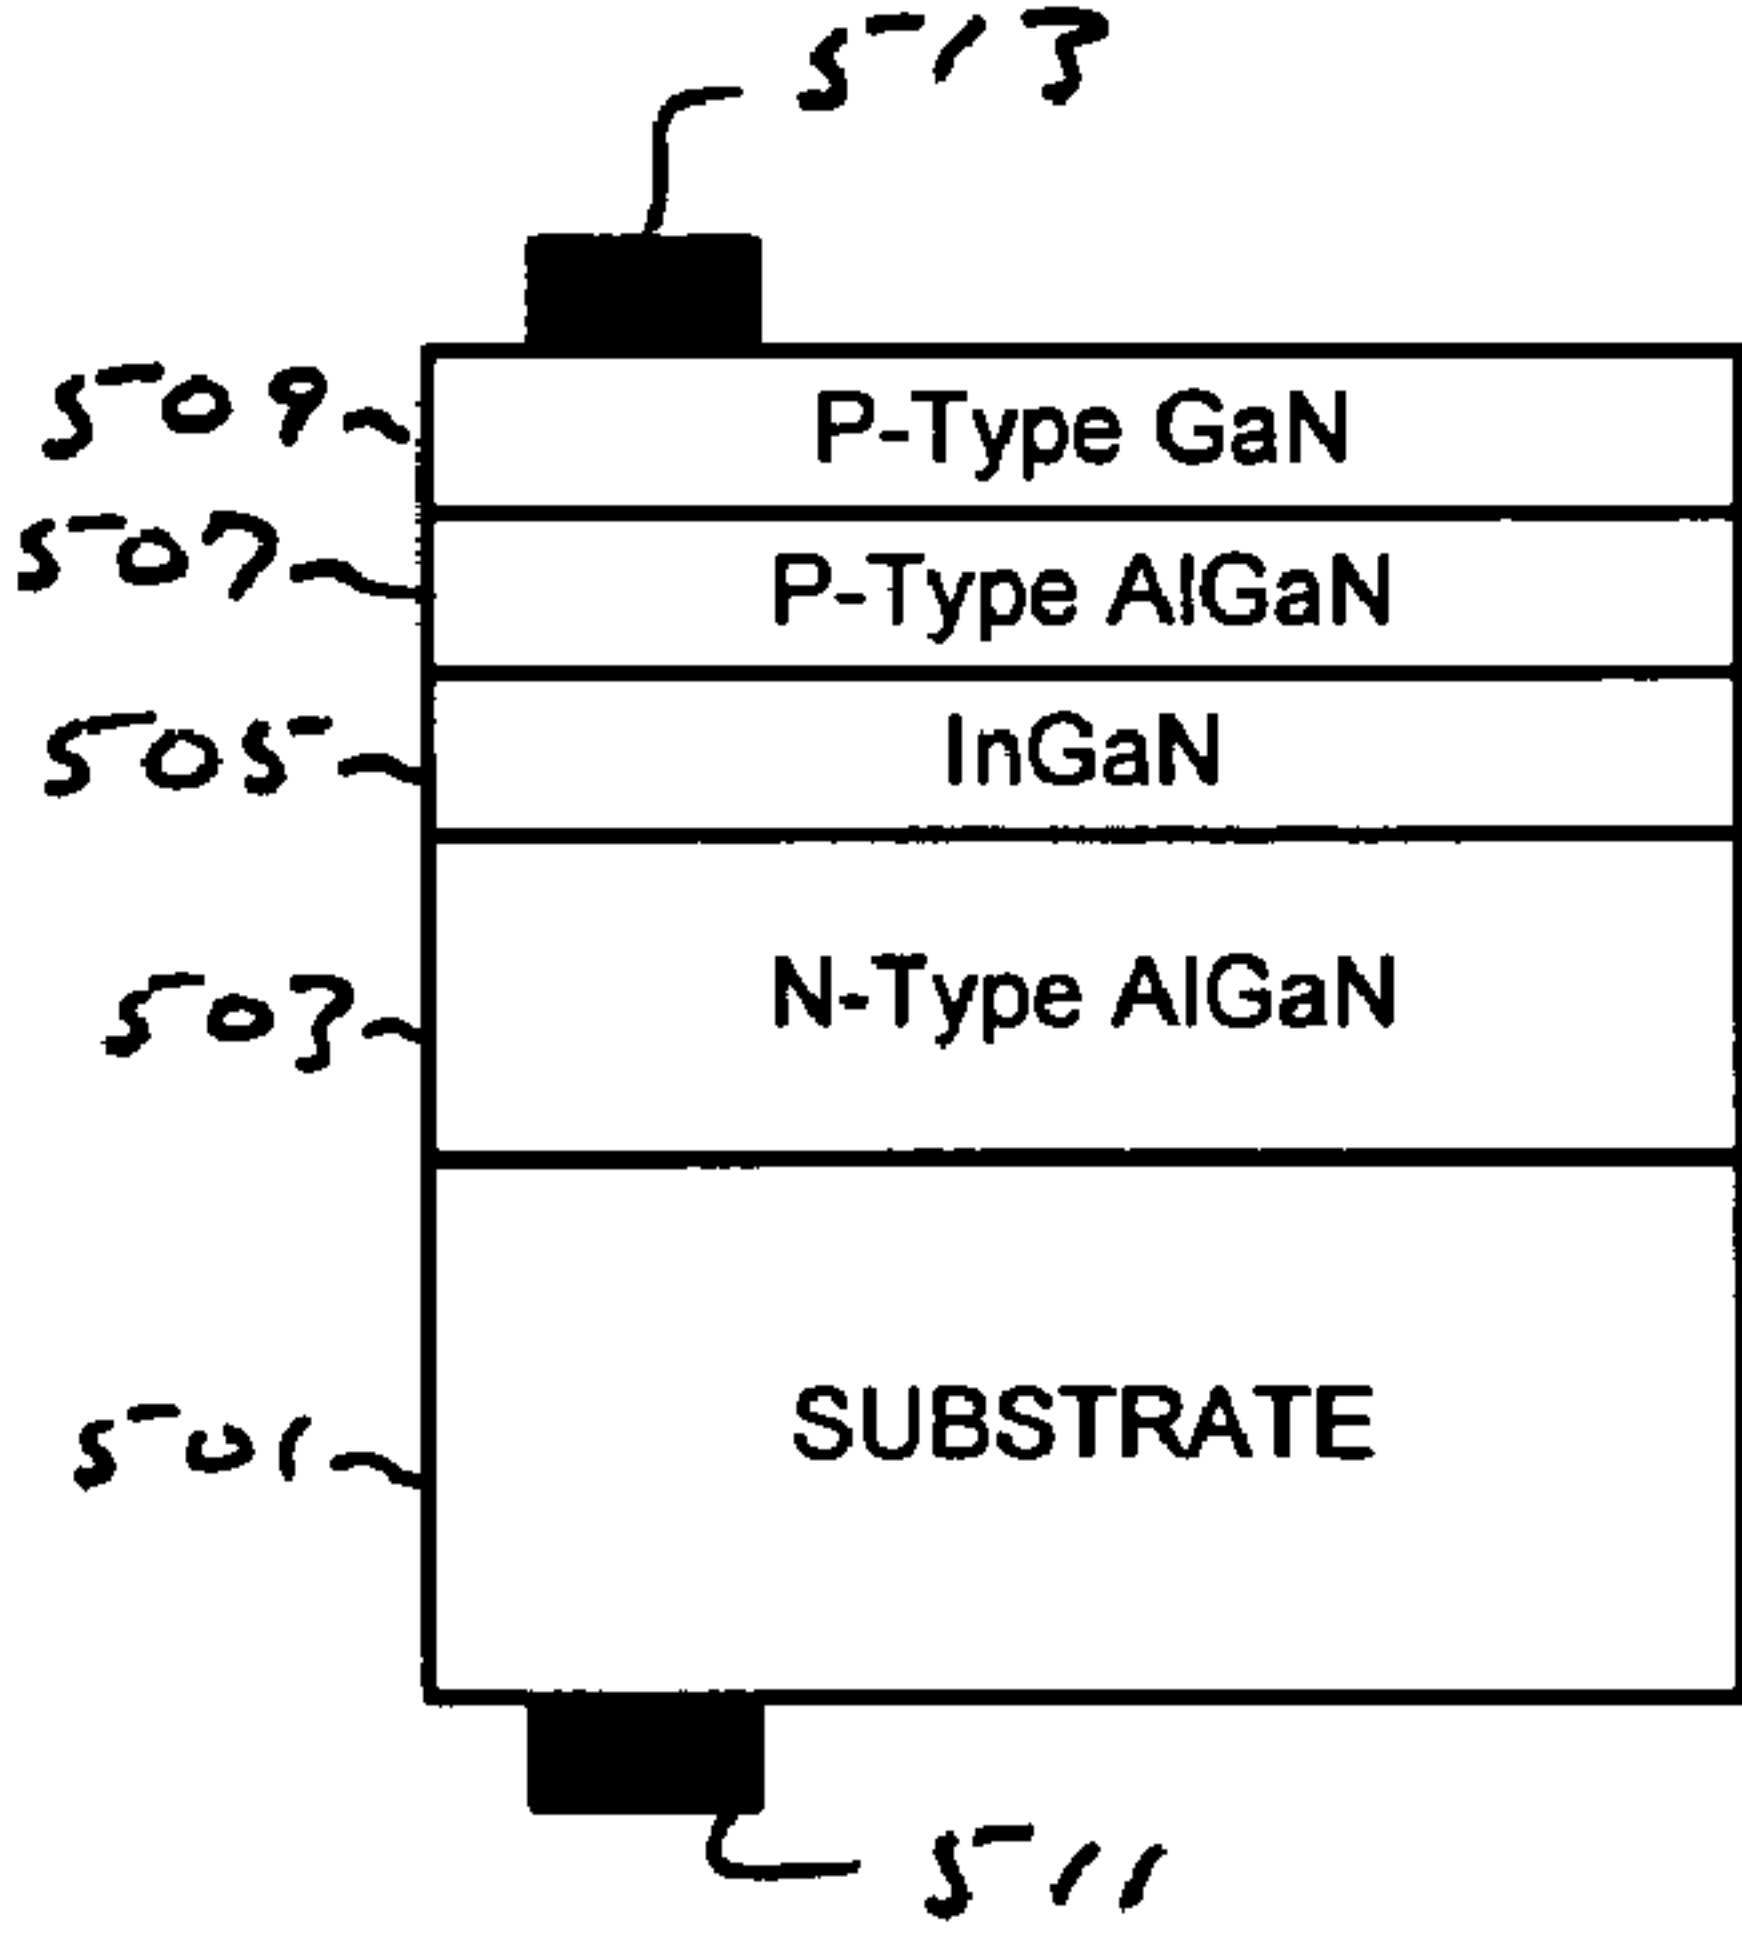 513
509 P-Type GaN
507 P-Type AlGaN
505 InGaN
503 N-Type AlGaN
501 SUBSTRATE
511